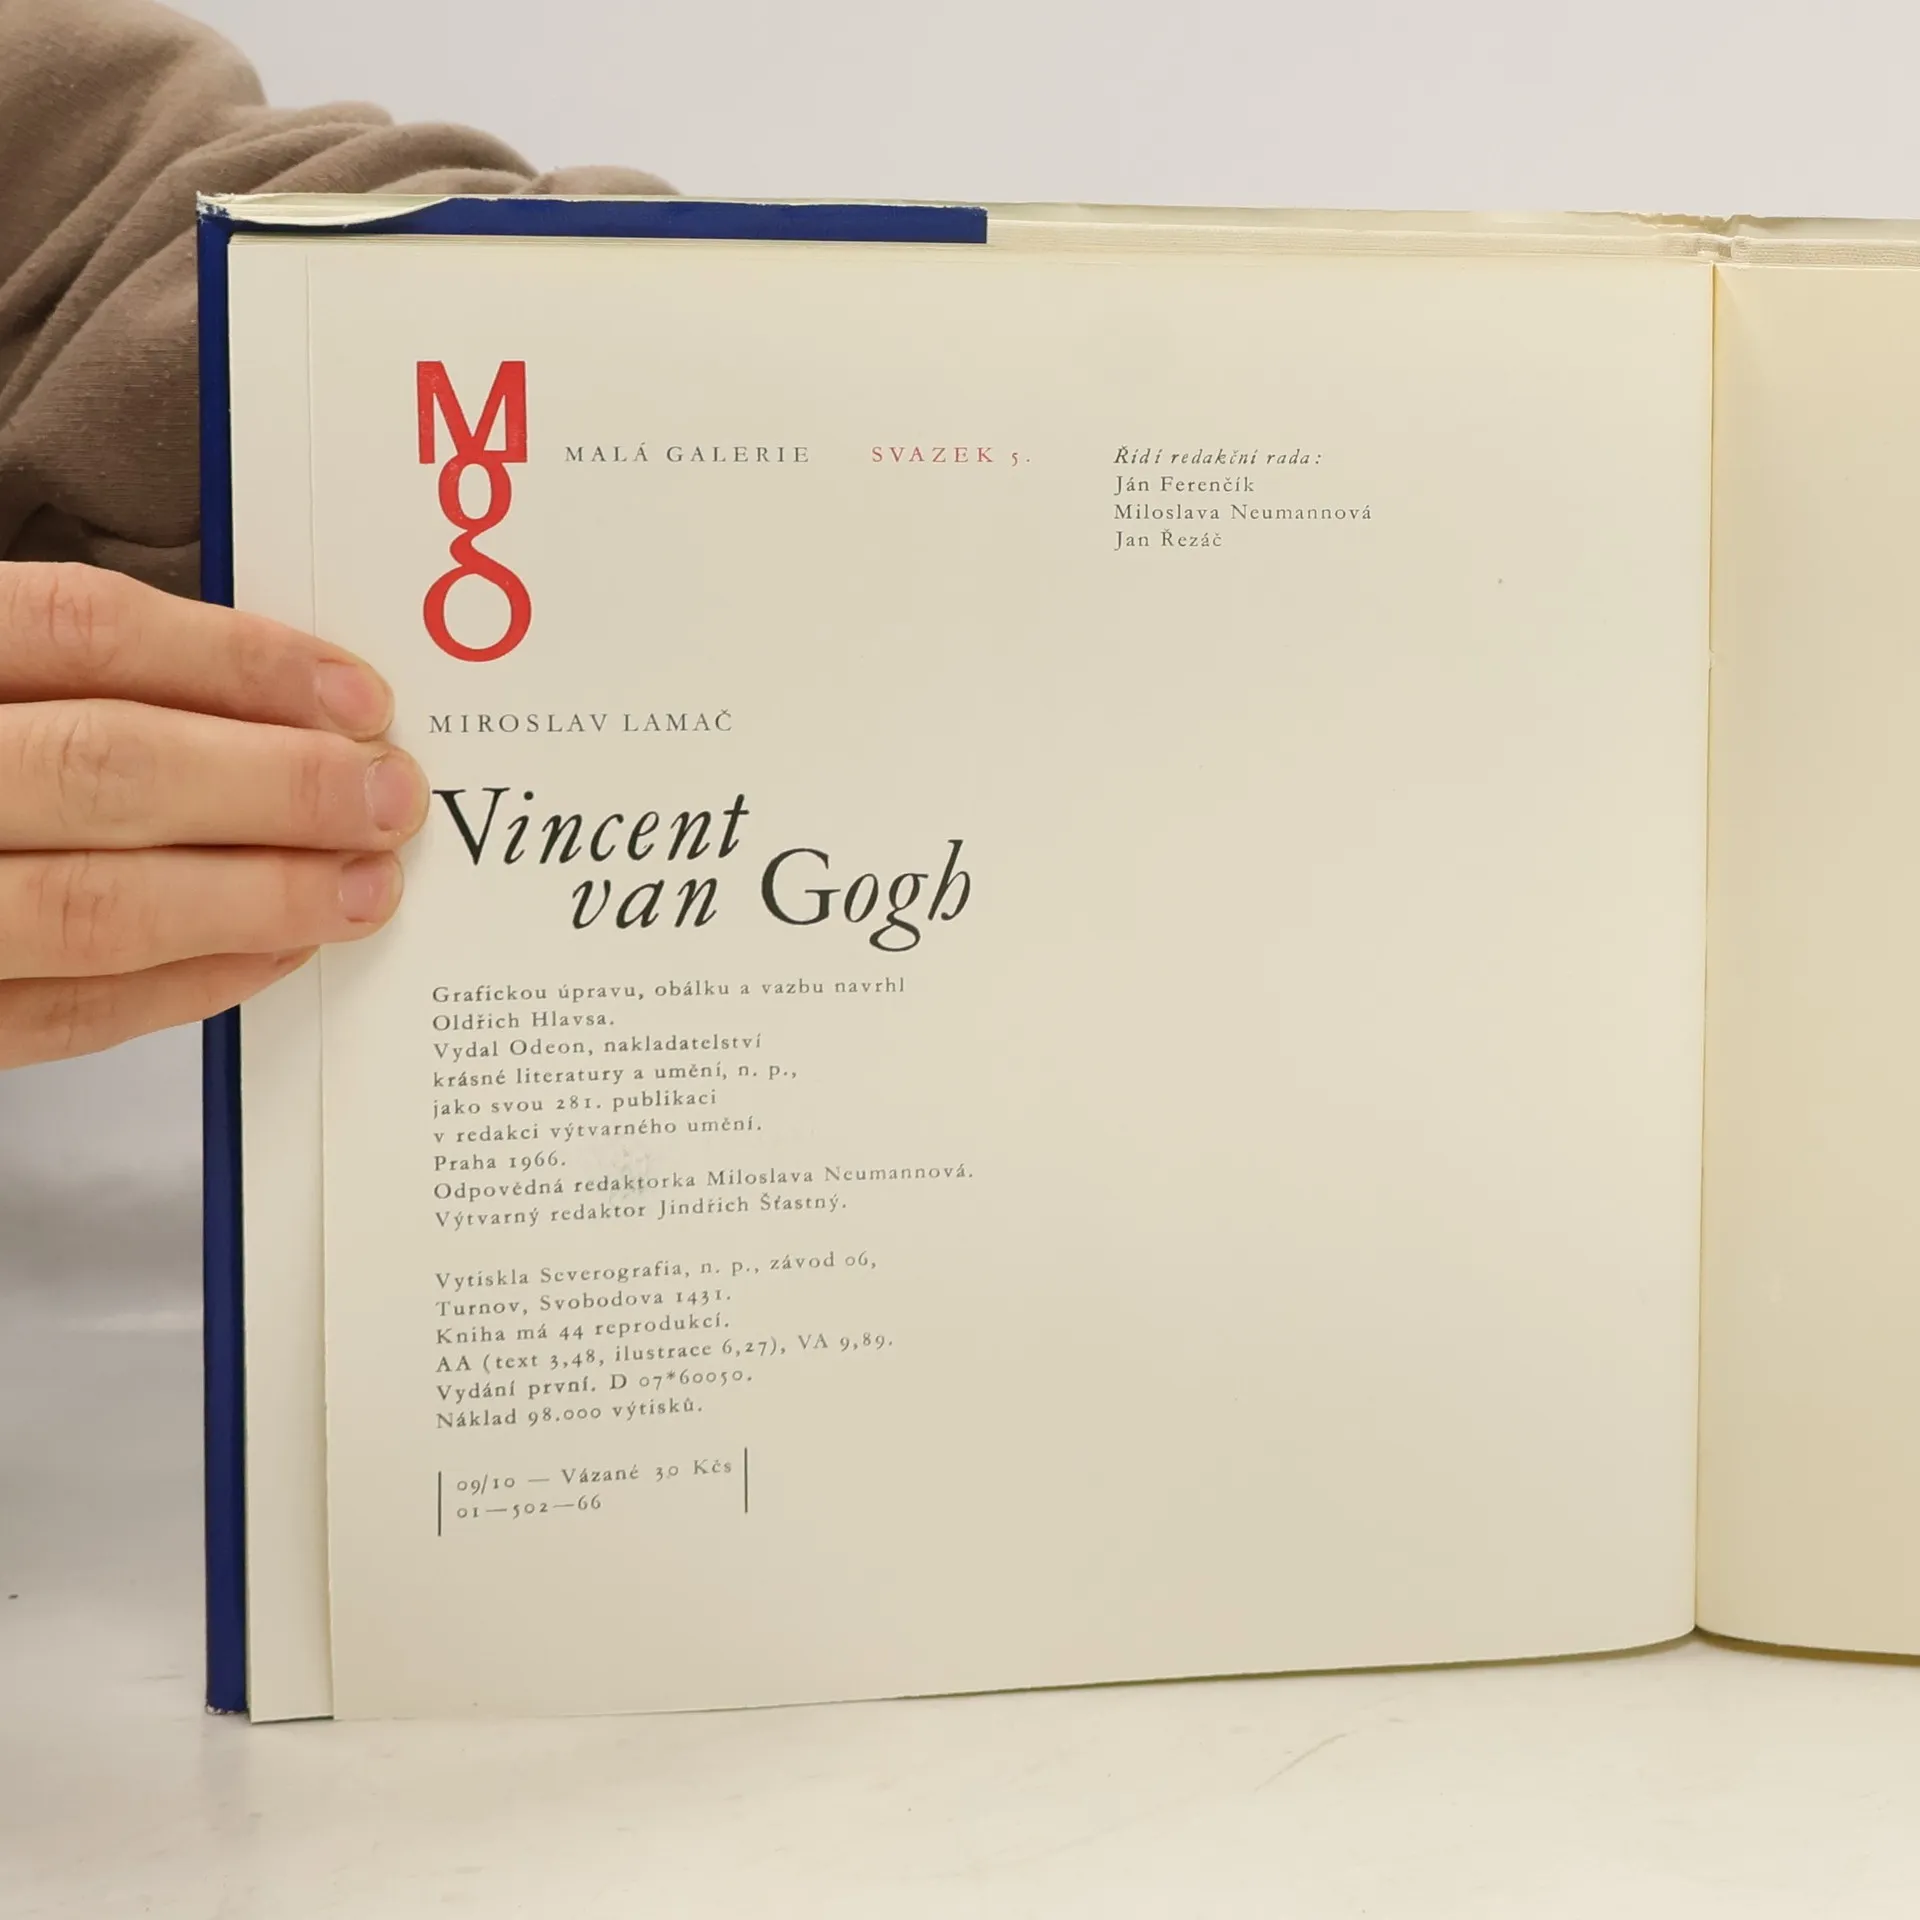 Mg
MALÁ GALERIE SVAZEK 5.
Řídí redakční rada:
Ján Ferenčík
Miloslava Neumannová
Jan Řezáč
MIROSLAV LAMAČ
Vincent
van Gogh
Grafickou úpravu, obálku a vazbu navrhl
Oldřich Hlavsa.
Vydal Odeon, nakladatelství
krásné literatury a umění, n. p.,
jako svou 281. publikaci
v redakci výtvarného umění.
Praha 1966.
Odpovědná redaktorka Miloslava Neumannová.
Výtvarný redaktor Jindřich Šťastný.
Vytiskla Severografia, n. p., závod 06,
Turnov, Svobodova 1431.
Kniha má 44 reprodukcí.
AA (text 3,48, ilustrace 6,27), VA 9,89.
Vydání první. D 07*60050.
Náklad 98.000 výtisků.
09/10 — Vázané 30 Kčs
01—502—66